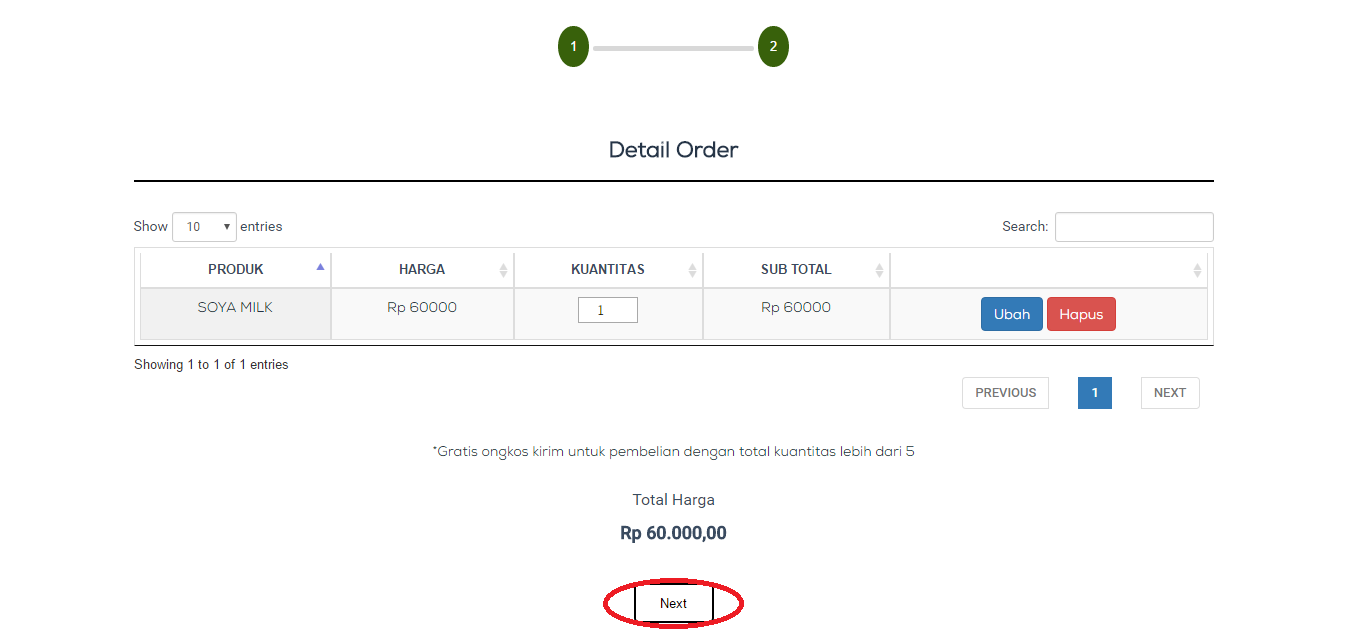 1 2
Detail Order
Show 10 entries Search:
PRODUK HARGA KUANTITAS SUB TOTAL
SOYA MILK Rp 60000 1 Rp 60000 Ubah Hapus
Showing 1 to 1 of 1 entries
PREVIOUS 1 NEXT
*Gratis ongkos kirim untuk pembelian dengan total kuantitas lebih dari 5
Total Harga
Rp 60.000,00
Next